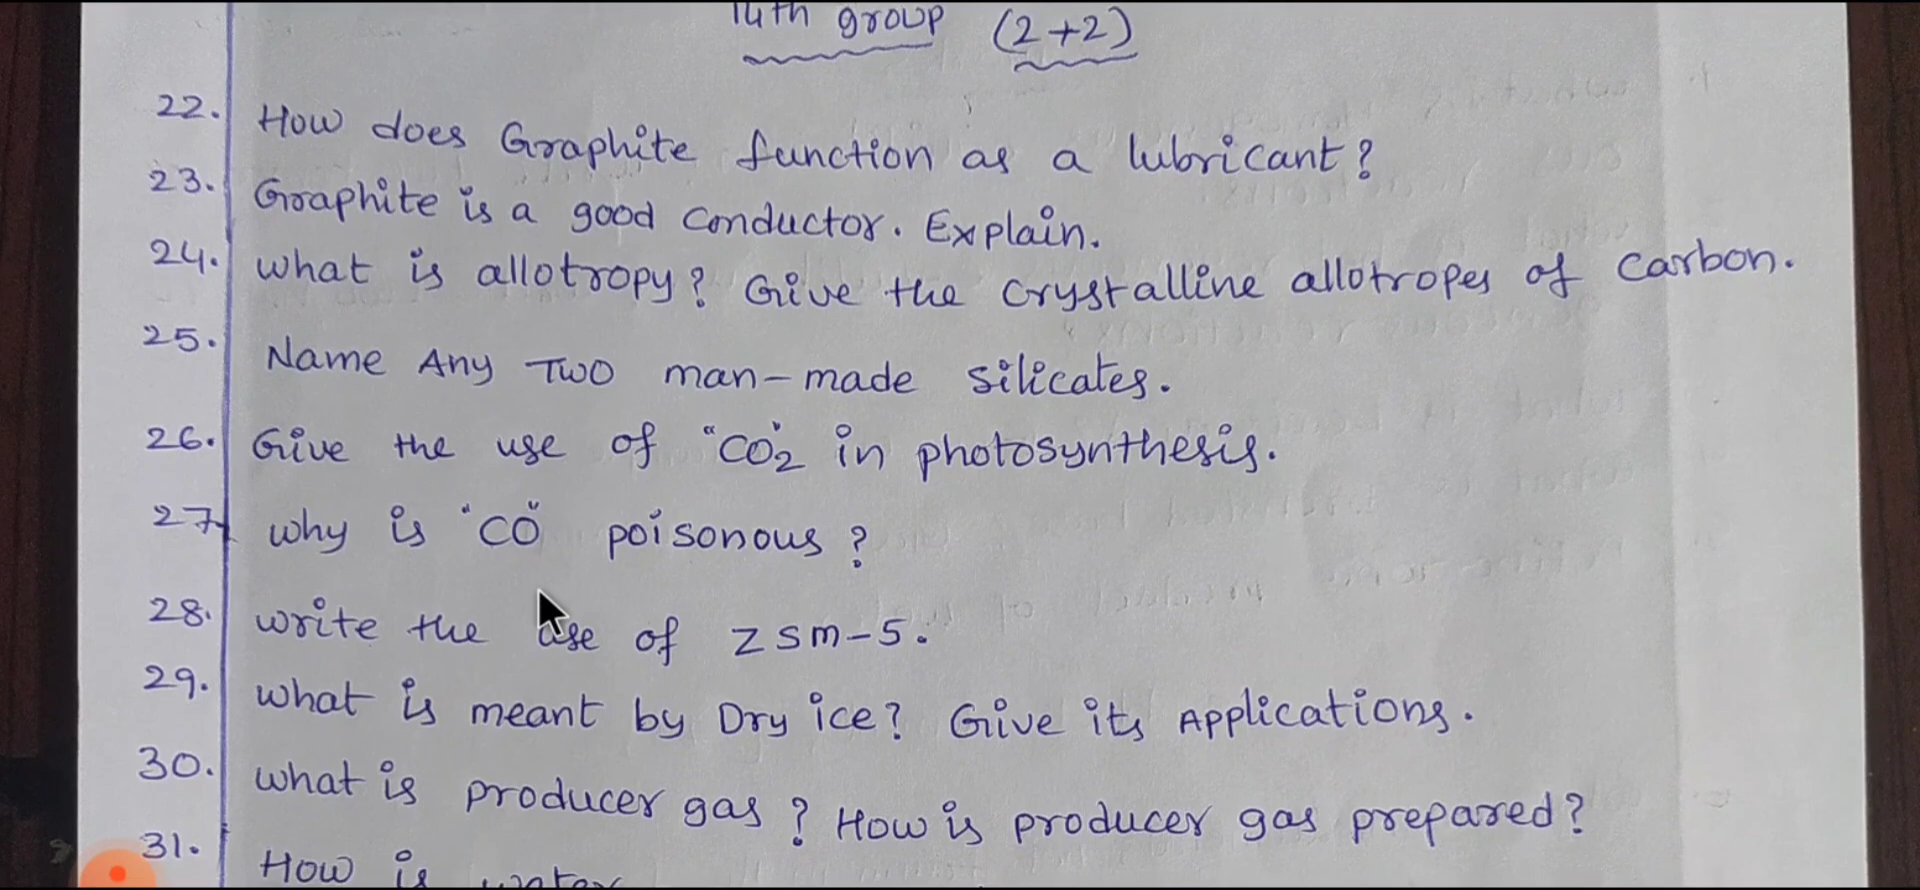 14th group (2+2)
22. How does Graphite function as a lubricant?
23. Graphite is a good conductor. Explain.
24. what is allotropy? Give the crystalline allotropes of carbon.
25. Name Any Two man-made silicates.
26. Give the use of "CO2" in photosynthesis.
27. why is "CO" poisonous?
28. write the use of ZSM-5.
29. what is meant by Dry ice? Give its Applications.
30. what is producer gas? How is producer gas prepared?
31. How is water